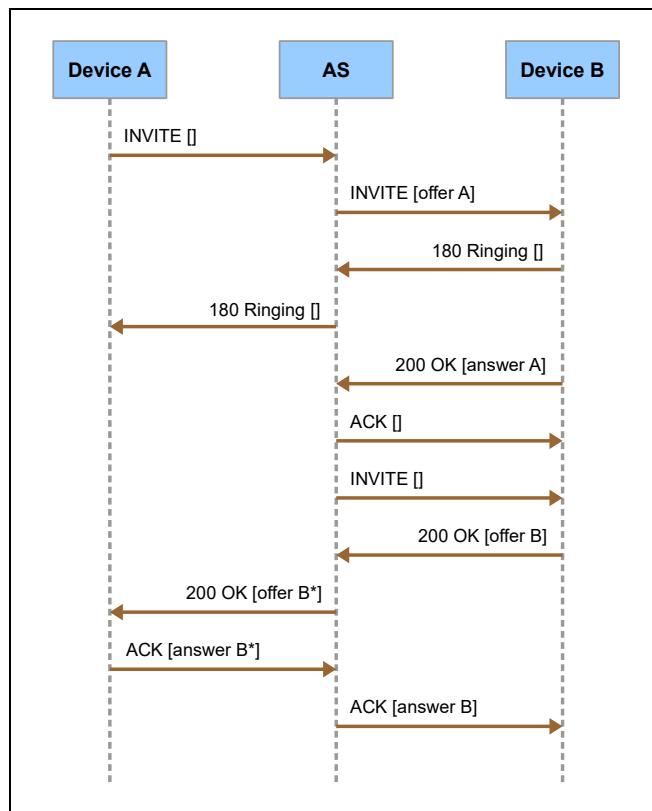 Device A
AS
Device B
INVITE []
INVITE [offer A]
180 Ringing []
180 Ringing []
200 OK [answer A]
ACK []
INVITE []
200 OK [offer B]
200 OK [offer B*]
ACK [answer B*]
ACK [answer B]